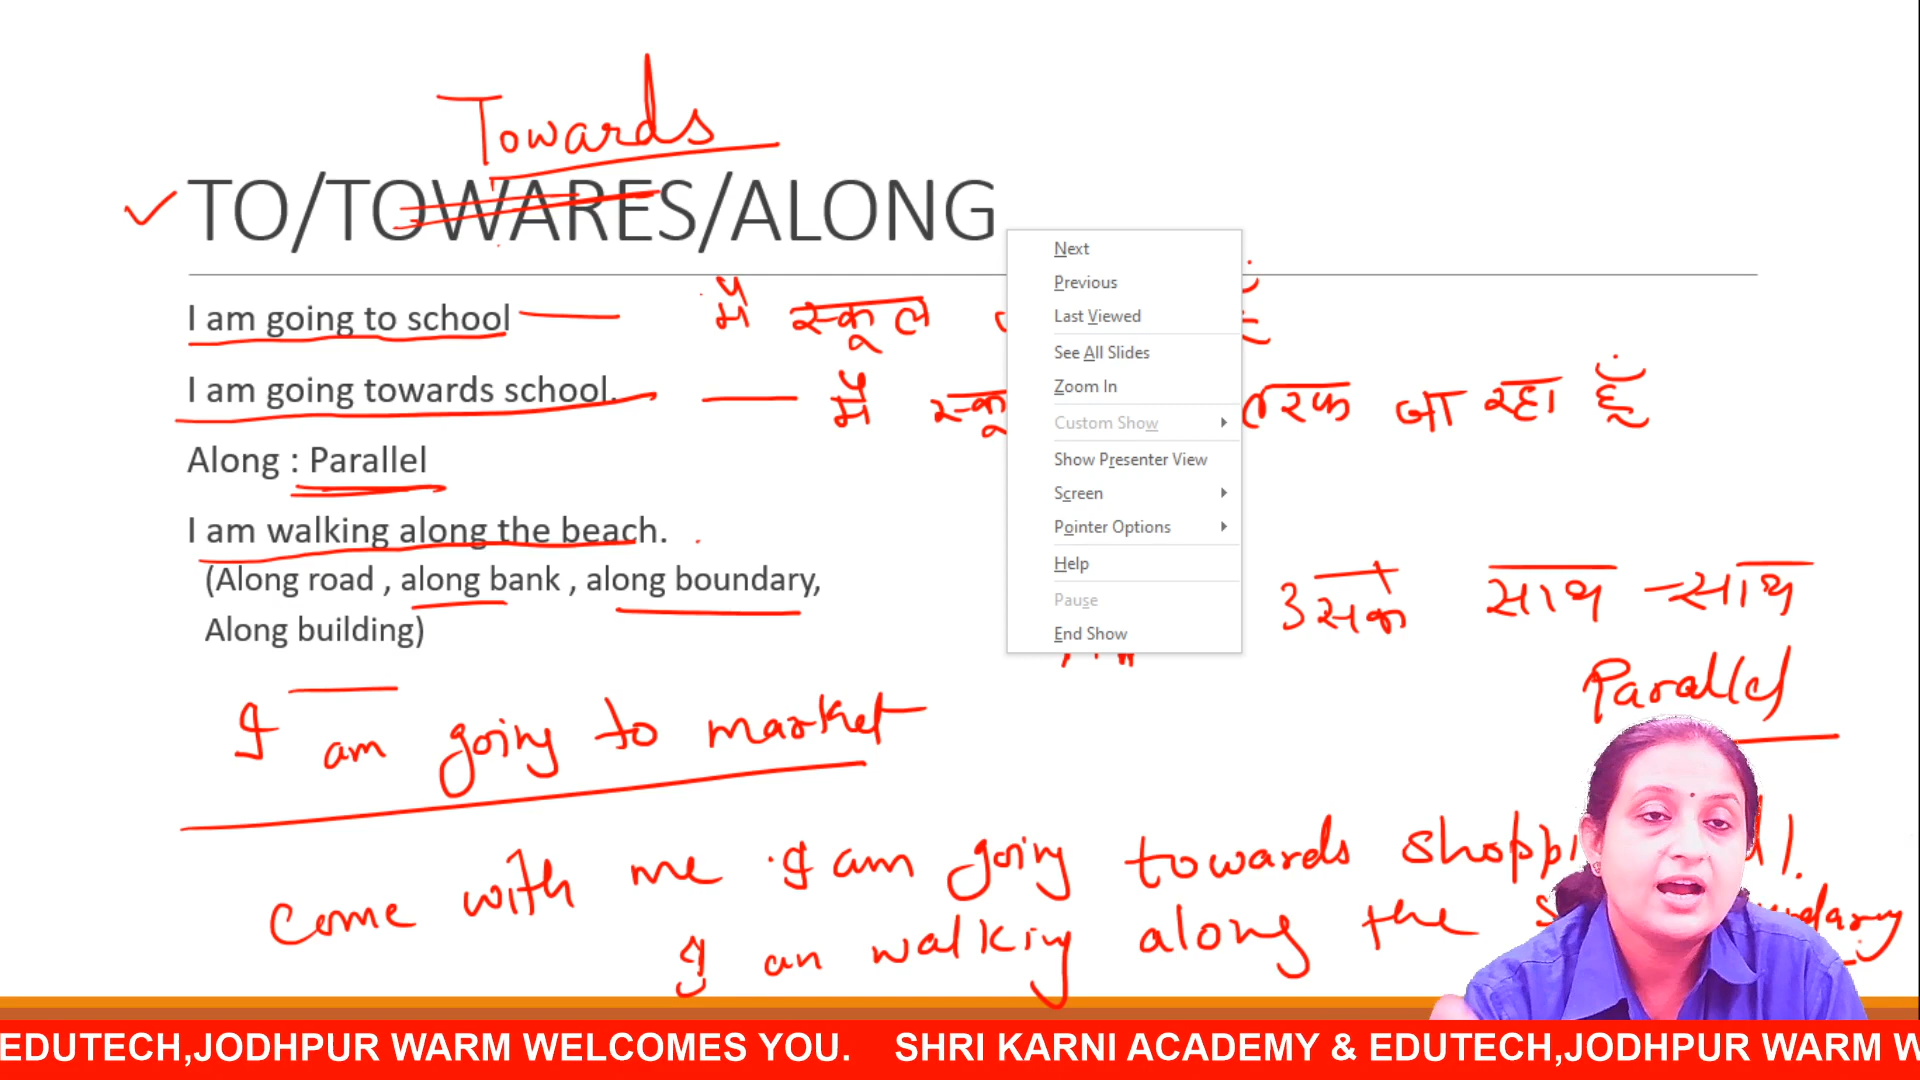 Towards
TO/TOWARES/ALONG
I am going to school — मैं स्कूल
I am going towards school. — मैं स्कू तरफ जा रहा हूँ
Along : Parallel
I am walking along the beach.
(Along road , along bank , along boundary,
Along building)
उसके साथ - साथ
Parallel
I am going to market
Come with me I am going towards
I an walking along the
Next
Previous
Last Viewed
See All Slides
Zoom In
Custom Show
Show Presenter View
Screen
Pointer Options
Help
Pause
End Show
EDUTECH,JODHPUR WARM WELCOMES YOU. SHRI KARNI ACADEMY & EDUTECH,JODHPUR WARM W